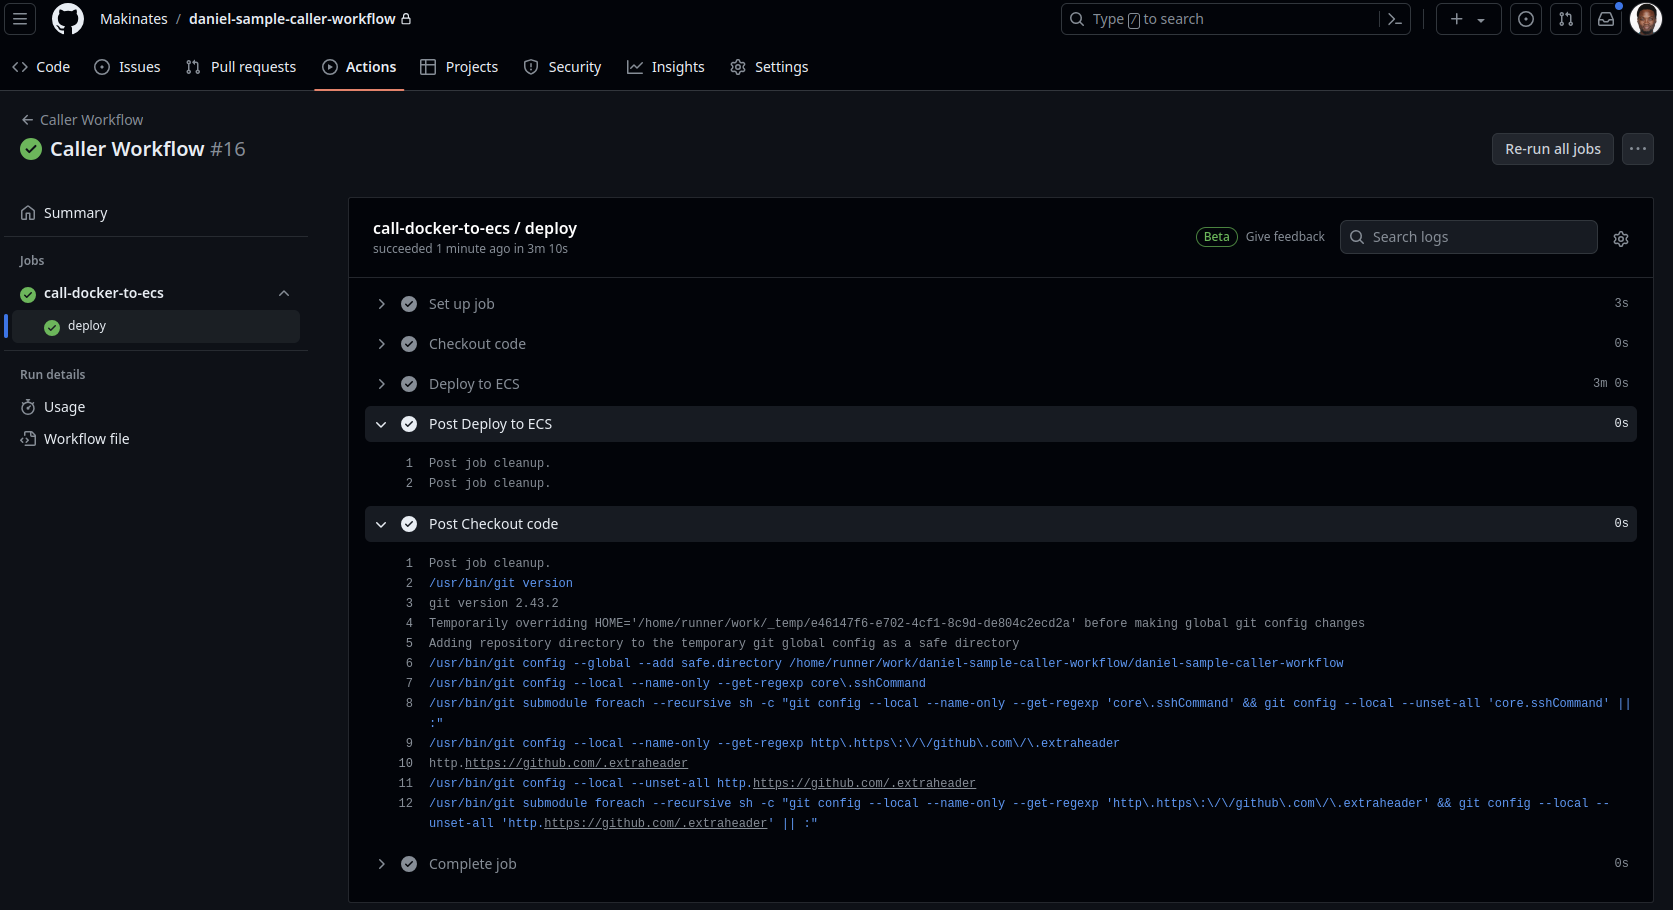 Makinates / daniel-sample-caller-workflow
Type / to search
Code
Issues
Pull requests
Actions
Projects
Security
Insights
Settings
Caller Workflow
Caller Workflow #16
Re-run all jobs
Summary
Jobs
call-docker-to-ecs
deploy
Run details
Usage
Workflow file
call-docker-to-ecs / deploy
succeeded 1 minute ago in 3m 10s
Beta Give feedback
Search logs
Set up job 3s
Checkout code 0s
Deploy to ECS 3m 0s
Post Deploy to ECS 0s
1 Post job cleanup.
2 Post job cleanup.
Post Checkout code 0s
1 Post job cleanup.
2 /usr/bin/git version
3 git version 2.43.2
4 Temporarily overriding HOME='/home/runner/work/_temp/e46147f6-e702-4cf1-8c9d-de804c2ecd2a' before making global git config changes
5 Adding repository directory to the temporary git global config as a safe directory
6 /usr/bin/git config --global --add safe.directory /home/runner/work/daniel-sample-caller-workflow/daniel-sample-caller-workflow
7 /usr/bin/git config --local --name-only --get-regexp core\.sshCommand
8 /usr/bin/git submodule foreach --recursive sh -c "git config --local --name-only --get-regexp 'core\.sshCommand' && git config --local --unset-all 'core.sshCommand' ||
:"
9 /usr/bin/git config --local --name-only --get-regexp http\.https\:\/\/github\.com\/\.extraheader
10 http.https://github.com/.extraheader
11 /usr/bin/git config --local --unset-all http.https://github.com/.extraheader
12 /usr/bin/git submodule foreach --recursive sh -c "git config --local --name-only --get-regexp 'http\.https\:\/\/github\.com\/\.extraheader' && git config --local --
unset-all 'http.https://github.com/.extraheader' || :"
Complete job 0s